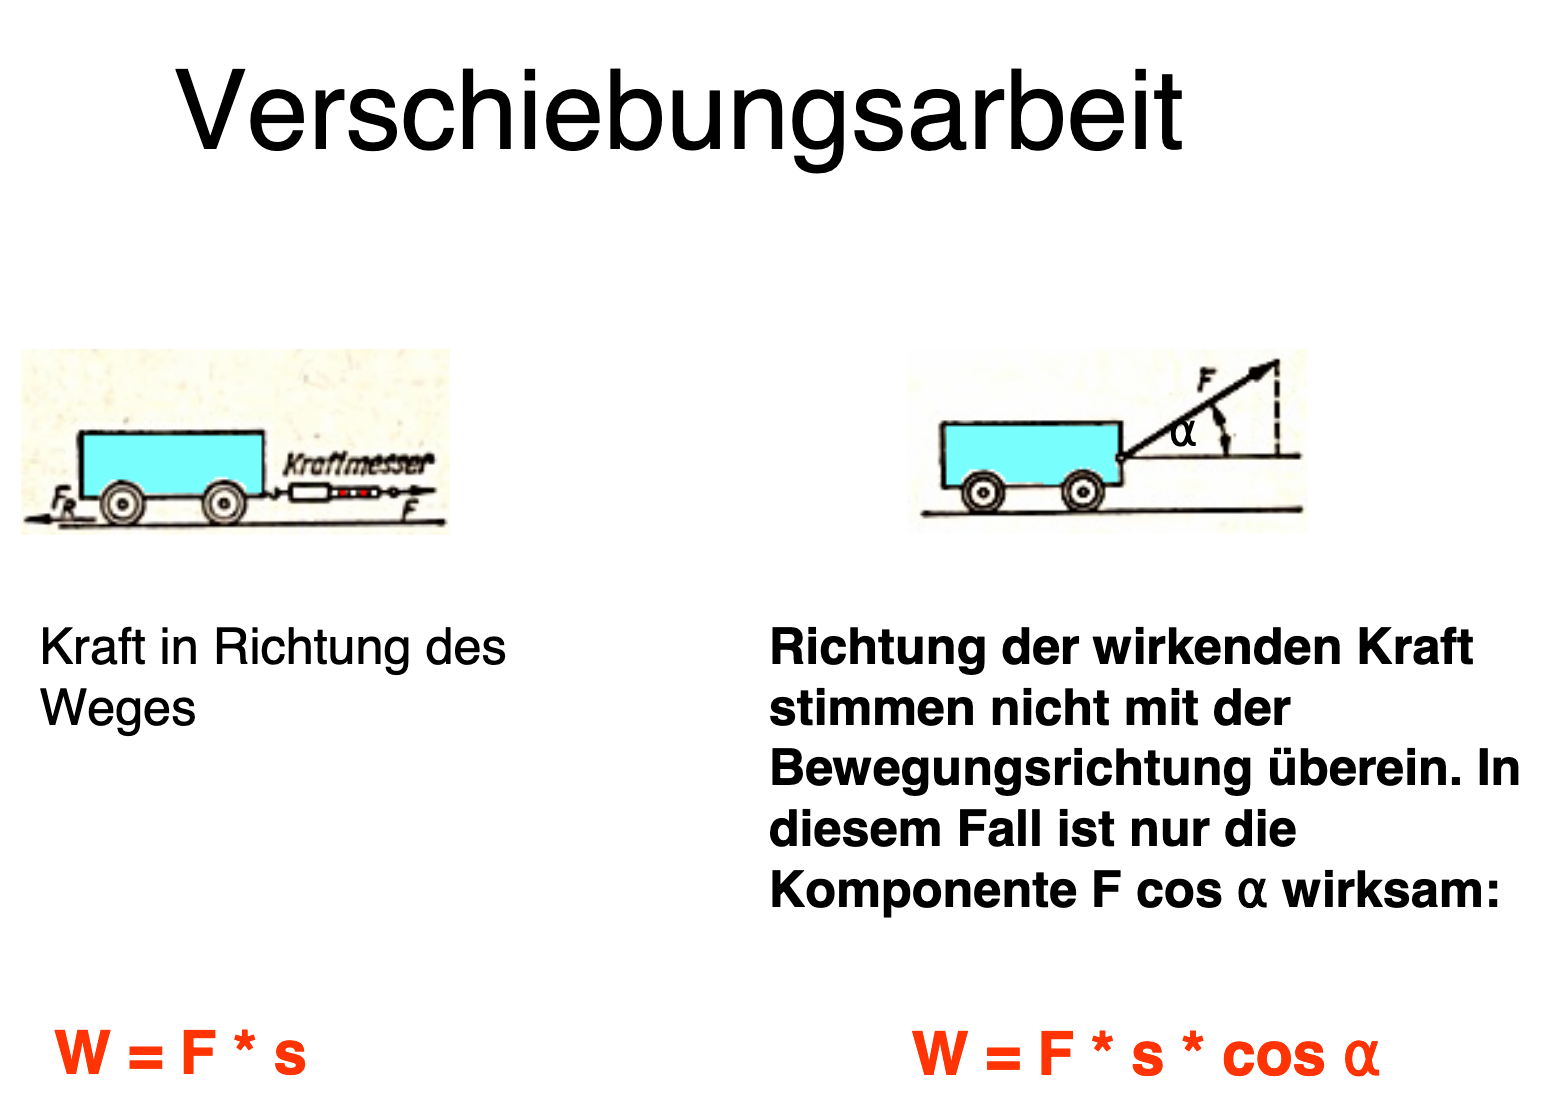 Verschiebungsarbeit
Kraftmesser
F_R
F
F
α
Kraft in Richtung des
Weges
Richtung der wirkenden Kraft
stimmen nicht mit der
Bewegungsrichtung überein. In
diesem Fall ist nur die
Komponente F cos α wirksam:
W = F * s
W = F * s * cos α